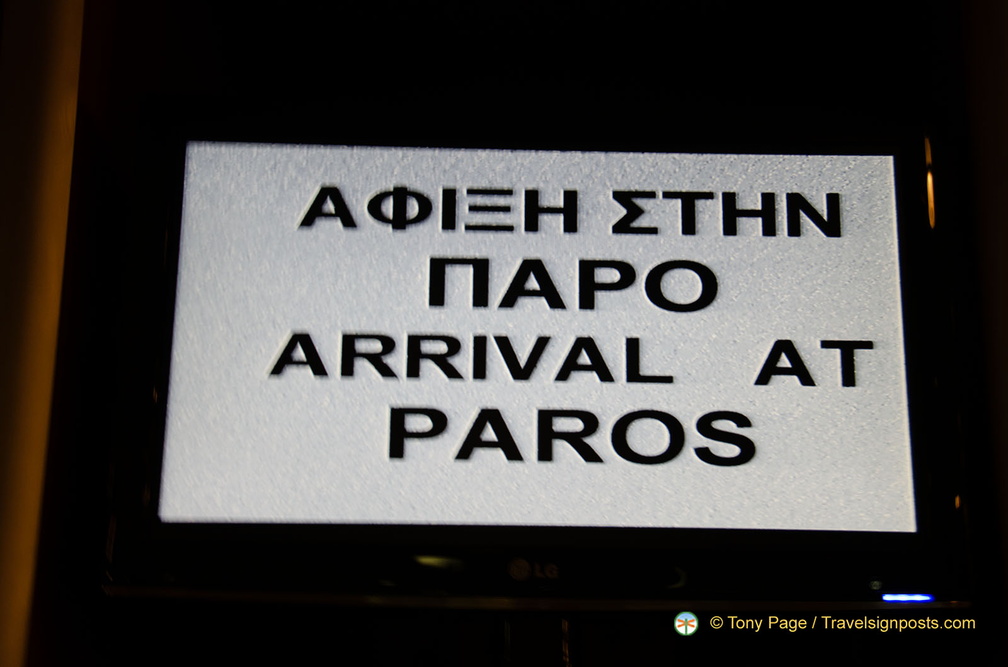 ΑΦΙΞΗ ΣΤΗΝ
ΠΑΡΟ
ARRIVAL AT
PAROS
LG
© Tony Page / Travelsignposts.com